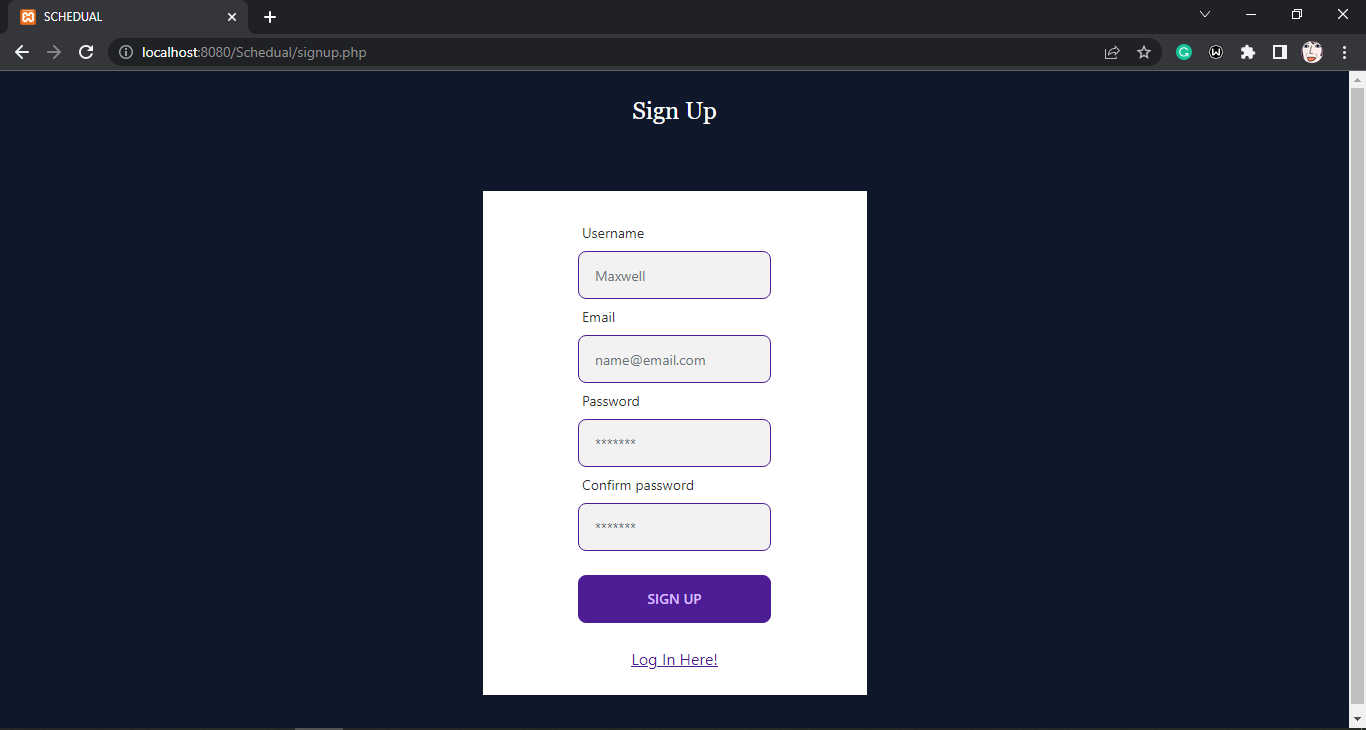 SCHEDUAL
localhost:8080/Schedual/signup.php
Sign Up
Username
Maxwell
Email
name@email.com
Password
*******
Confirm password
*******
SIGN UP
Log In Here!